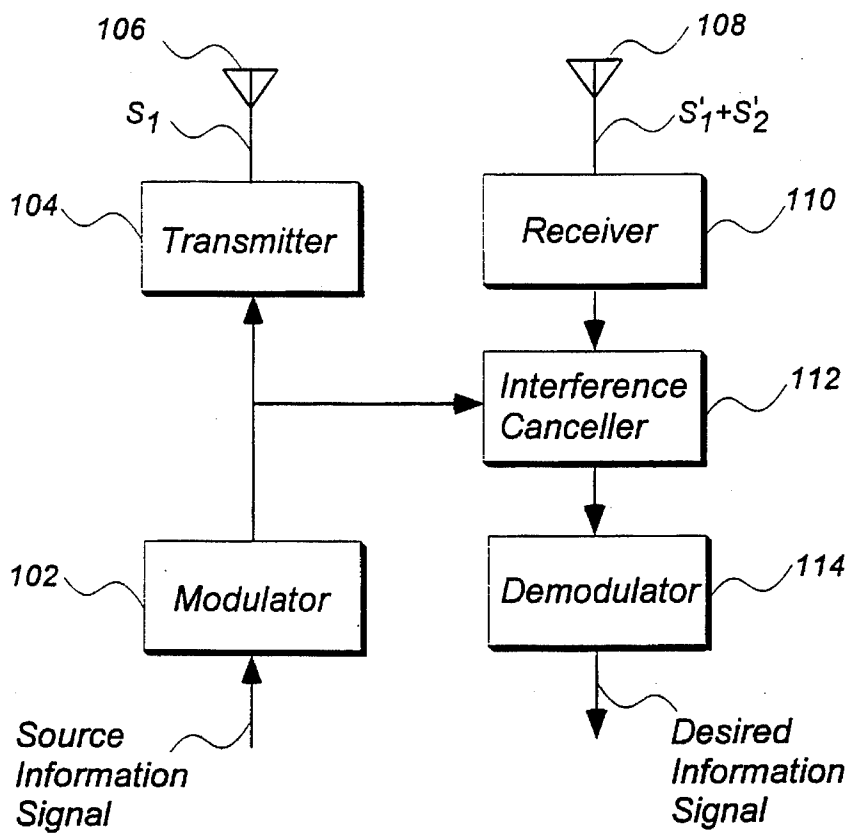 106
108
S1
S'1+S'2
104
Transmitter
Receiver
110
Interference
Canceller
112
102
Modulator
Demodulator
114
Source
Information
Signal
Desired
Information
Signal